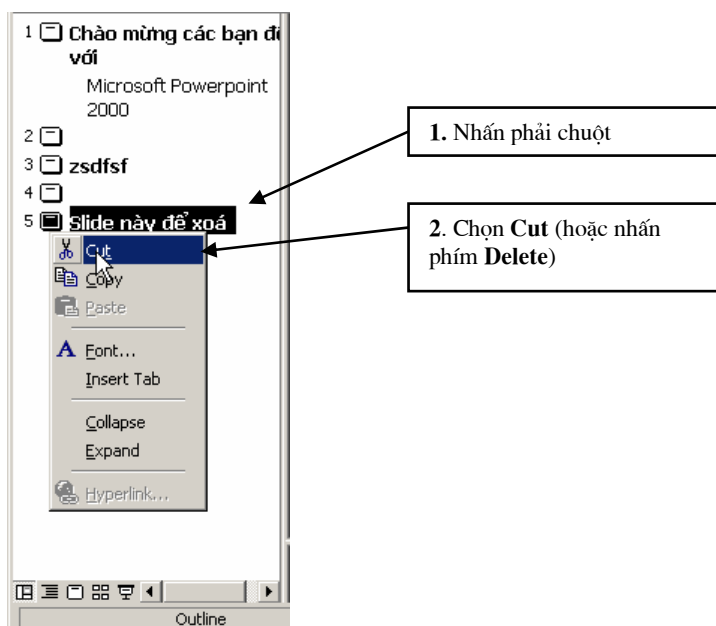 1 Chào mừng các bạn đế
với
Microsoft Powerpoint
2000
2
3 zsdfsf
4
5 Slide này để xoá
Cut
Copy
Paste
Font...
Insert Tab
Collapse
Expand
Hyperlink...
Outline
1. Nhấn phải chuột
2. Chọn Cut (hoặc nhấn
phím Delete)